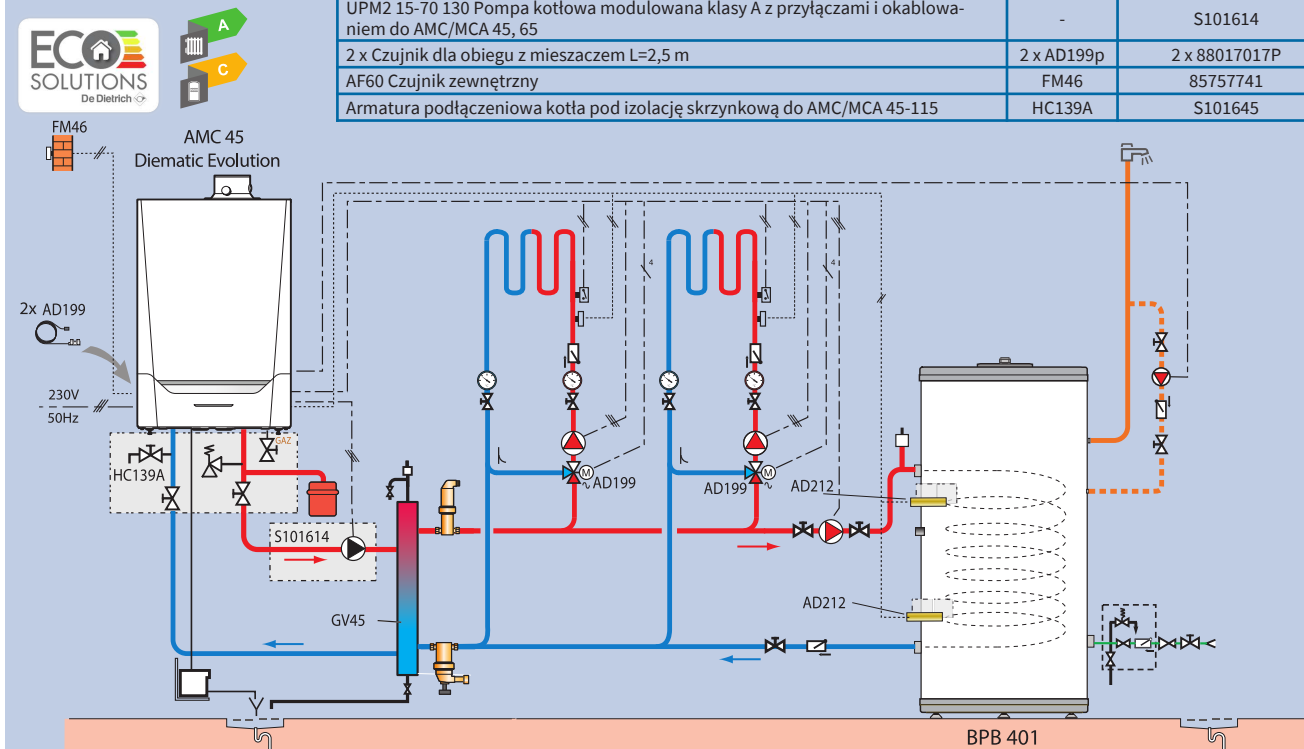 UPM2 15-70 130 Pompa kotłowa modulowana klasy A z przyłączami i okablowa-
niem do AMC/MCA 45, 65
-
S101614
2 x Czujnik dla obiegu z mieszaczem L=2,5 m
2 x AD199p
2 x 88017017P
AF60 Czujnik zewnętrzny
FM46
85757741
Armatura podłączeniowa kotła pod izolację skrzynkową do AMC/MCA 45-115
HC139A
S101645
A
C
ECO
SOLUTIONS
De Dietrich
FM46
AMC 45
Diematic Evolution
2x AD199
230V
50Hz
GAZ
HC139A
S101614
GV45
4
4
M
AD199
M
AD199
AD212
AD212
BPB 401